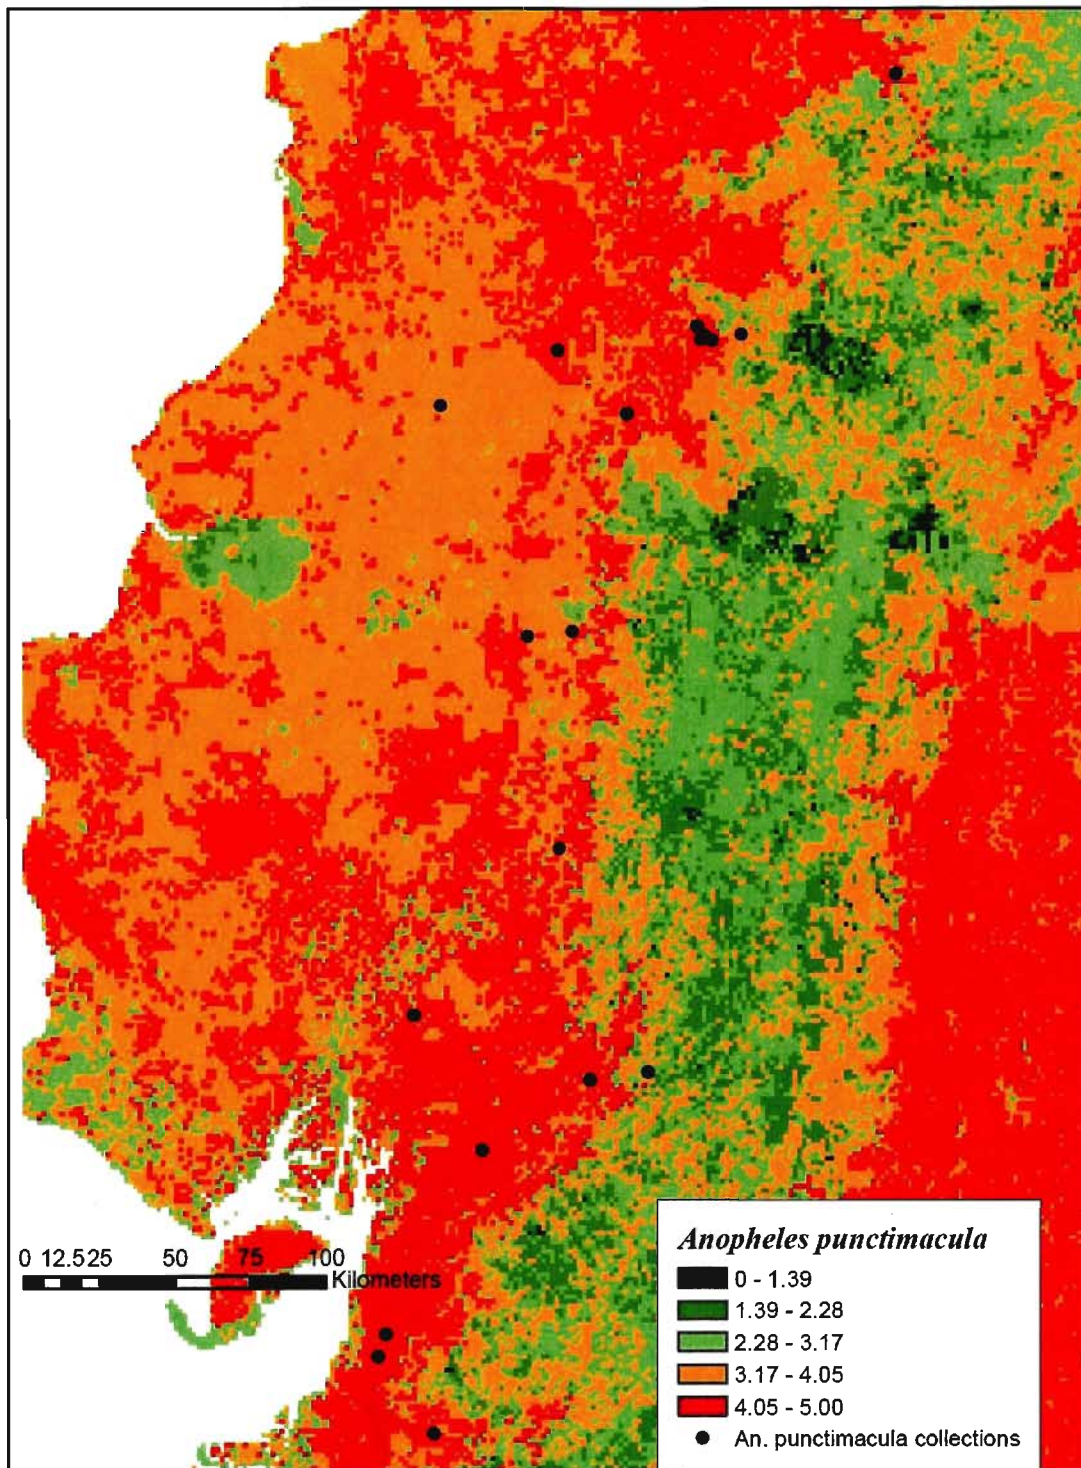 0 12.5 25 50 75 100
Kilometers
Anopheles punctimacula
0 - 1.39
1.39 - 2.28
2.28 - 3.17
3.17 - 4.05
4.05 - 5.00
An. punctimacula collections